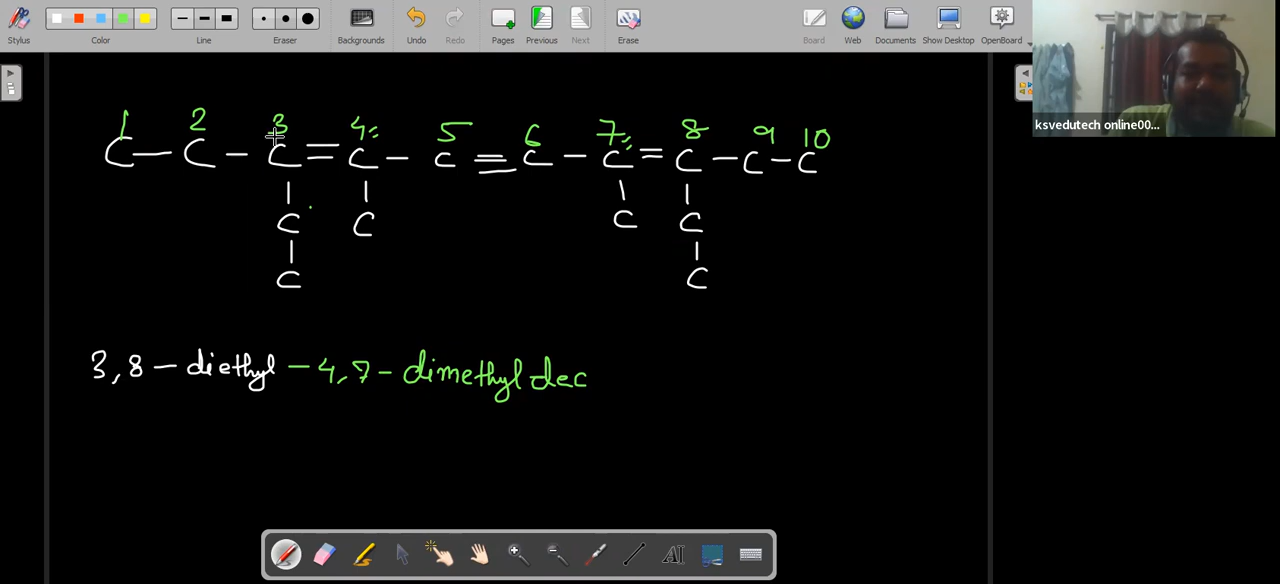 Stylus Color Line Eraser Backgrounds Undo Redo Pages Previous Next Erase Board Web Documents Show Desktop OpenBoard
ksvedutech online00...
1 2 3 4 5 6 7 8 9 10
C — C — C = C — C ≡ C — C = C — C — C
C C C C
C C
3,8 – diethyl – 4,7 – dimethyl dec
AI